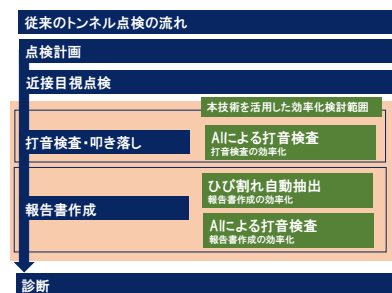 従来のトンネル点検の流れ
点検計画
近接目視点検
本技術を活用した効率化検討範囲
打音検査・叩き落し
AIによる打音検査
打音検査の効率化
ひび割れ自動抽出
報告書作成の効率化
報告書作成
AIによる打音検査
報告書作成の効率化
診断